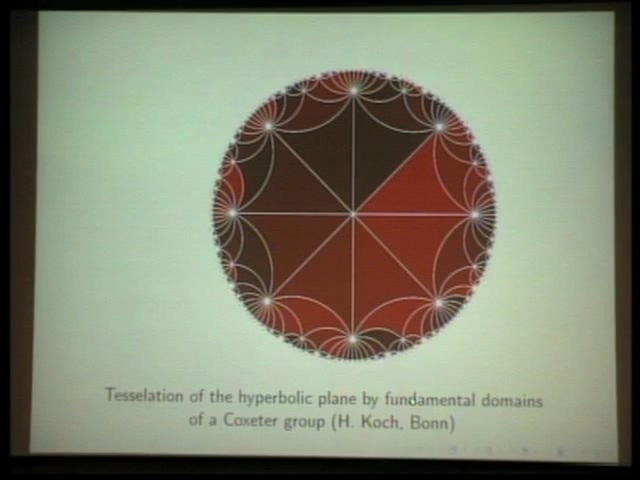 Tesselation of the hyperbolic plane by fundamental domains
of a Coxeter group (H. Koch, Bonn)